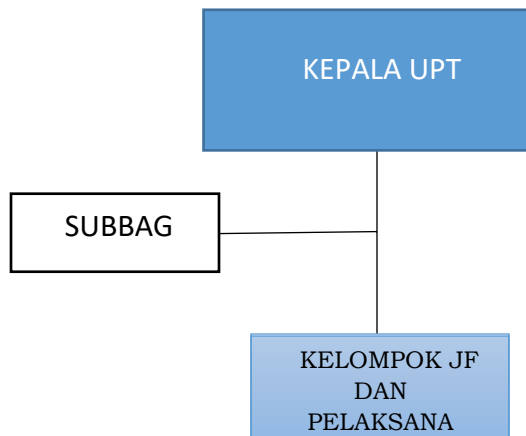 KEPALA UPT
SUBBAG
KELOMPOK JF
DAN
PELAKSANA